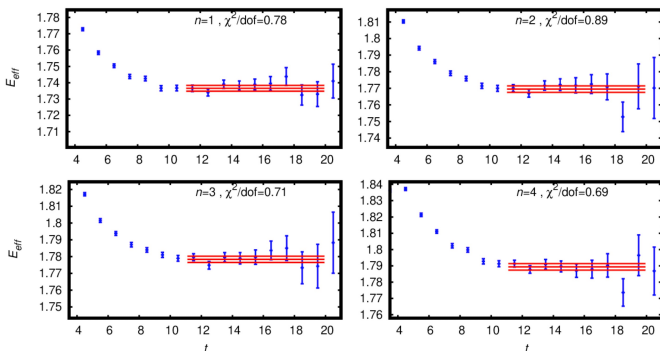 n=1 , χ²/dof=0.78
1.78
1.77
1.76
1.75
1.74
1.73
1.72
1.71
E_eff
4 6 8 10 12 14 16 18 20
n=2 , χ²/dof=0.89
1.81
1.8
1.79
1.78
1.77
1.76
1.75
1.74
4 6 8 10 12 14 16 18 20
n=3 , χ²/dof=0.71
1.82
1.81
1.8
1.79
1.78
1.77
1.76
1.75
E_eff
4 6 8 10 12 14 16 18 20
t
n=4 , χ²/dof=0.69
1.84
1.83
1.82
1.81
1.8
1.79
1.78
1.77
1.76
4 6 8 10 12 14 16 18 20
t